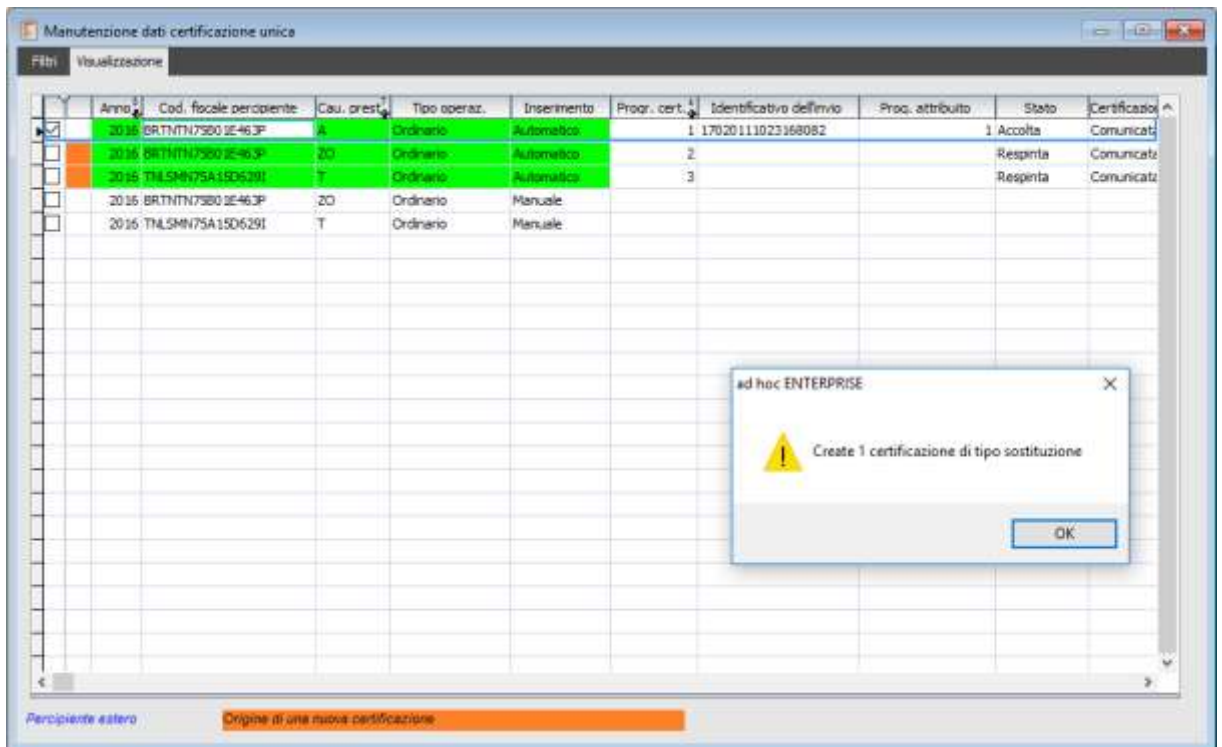 Manutenzione dati certificazione unica
Filtri Visualizzazione
Anno Cod. fiscale percipiente Cau. prest. Tipo operaz. Inserimento Progr. cert. Identificativo dell'invio Prog. attribuito Stato Certificazio
2016 BRTNTN75B01E463P A Ordinario Automatico 1 17020111023168082 1 Accolta Comunicata
2016 BRTNTN75B01E463P ZO Ordinario Automatico 2 Respinta Comunicata
2016 TNLSMN75A15D629I T Ordinario Automatico 3 Respinta Comunicata
2016 BRTNTN75B01E463P ZO Ordinario Manuale
2016 TNLSMN75A15D629I T Ordinario Manuale
ad hoc ENTERPRISE
Create 1 certificazione di tipo sostituzione
OK
Percipiente estero Origine di una nuova certificazione